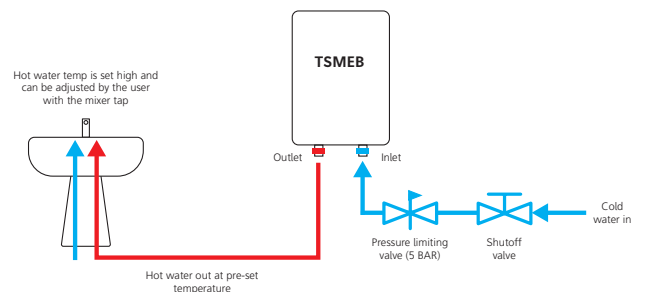 TSMEB
Hot water temp is set high and
can be adjusted by the user
with the mixer tap
Outlet
Inlet
Cold
water in
Pressure limiting
valve (5 BAR)
Shutoff
valve
Hot water out at pre-set
temperature